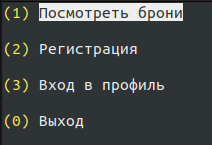 (1) Посмотреть брони
(2) Регистрация
(3) Вход в профиль
(0) Выход